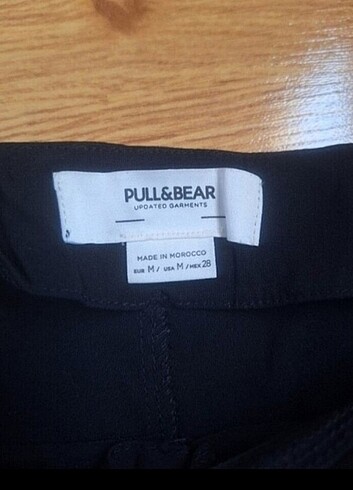 PULL&BEAR
UPDATED GARMENTS
MADE IN MOROCCO
EUR M / USA M / MEX 28